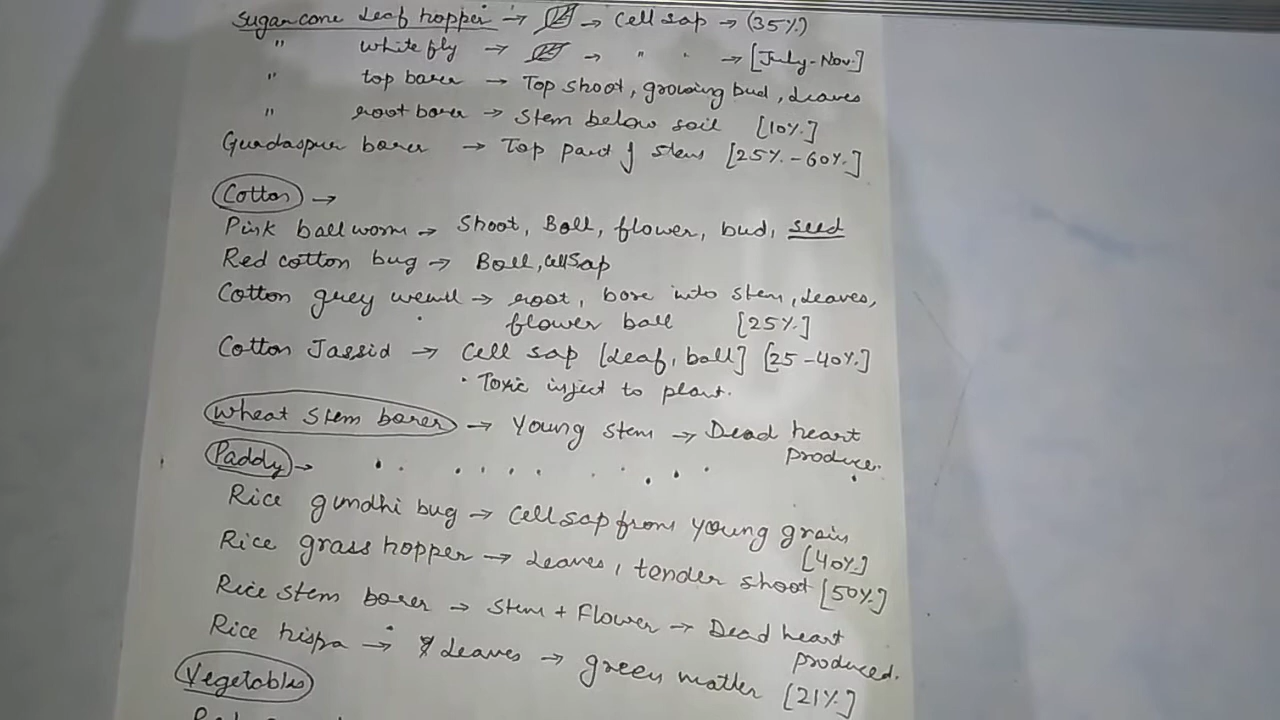 Sugarcane Leaf hopper → → Cell sap → (35%)
" white fly → → " " → [July-Nov.]
" top borer → Top shoot, growing bud, Leaves
" root borer → Stem below soil [10%]
Gurdaspur borer → Top part of stem [25% - 60%]
Cotton →
Pink ball worm → Shoot, Boll, flower, bud, seed
Red cotton bug → Boll, cell Sap
Cotton grey weevil → root, bore into stem, Leaves,
flower ball [25%]
Cotton Jassid → Cell sap [Leaf, ball] [25-40%]
• Toxic inject to plant.
Wheat Stem borer → Young stem → Dead heart
produce.
Paddy →
Rice gundhi bug → Cell sap from young grain
[40%]
Rice grass hopper → Leaves, tender shoot [50%]
Rice stem borer → Stem + Flower → Dead heart
produced.
Rice hispa → Leaves → green matter [21%]
Vegetables